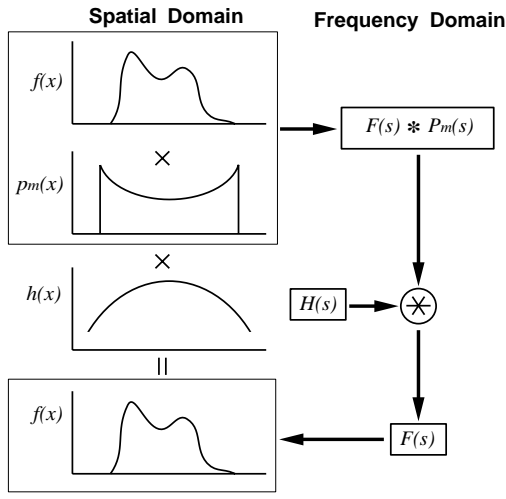 Spatial Domain
Frequency Domain
f(x)
×
pm(x)
F(s) * Pm(s)
×
h(x)
H(s)
*
=
f(x)
F(s)